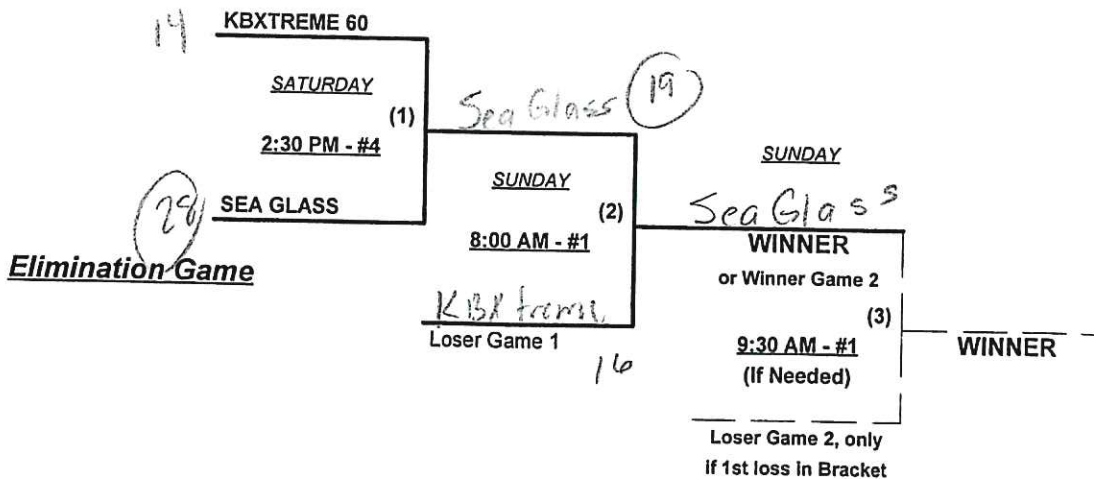 14 KBXTREME 60
SATURDAY
(1)
2:30 PM - #4
28 SEA GLASS
Elimination Game
Sea Glass 19
SUNDAY
(2)
8:00 AM - #1
KBXtreme
Loser Game 1
16
SUNDAY
Sea Glass
WINNER
or Winner Game 2
(3)
9:30 AM - #1
(If Needed)
WINNER
Loser Game 2, only
if 1st loss in Bracket